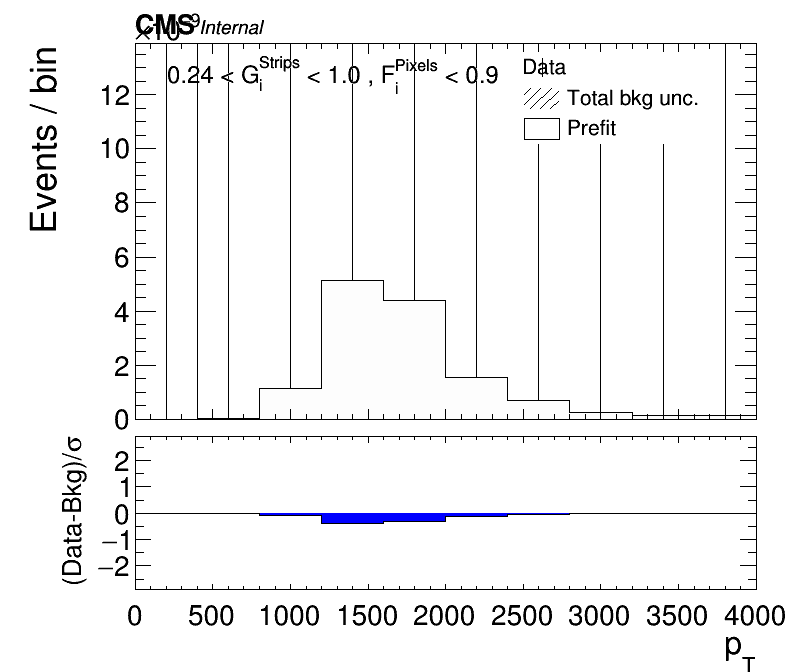 CMS Internal
×10⁻⁹
0.24 < G_i^Strips < 1.0 , F_i^Pixels < 0.9
Data
Total bkg unc.
Prefit
Events / bin
12
10
8
6
4
2
0
(Data-Bkg)/σ
2
1
0
−1
−2
0 500 1000 1500 2000 2500 3000 3500 4000
p_T